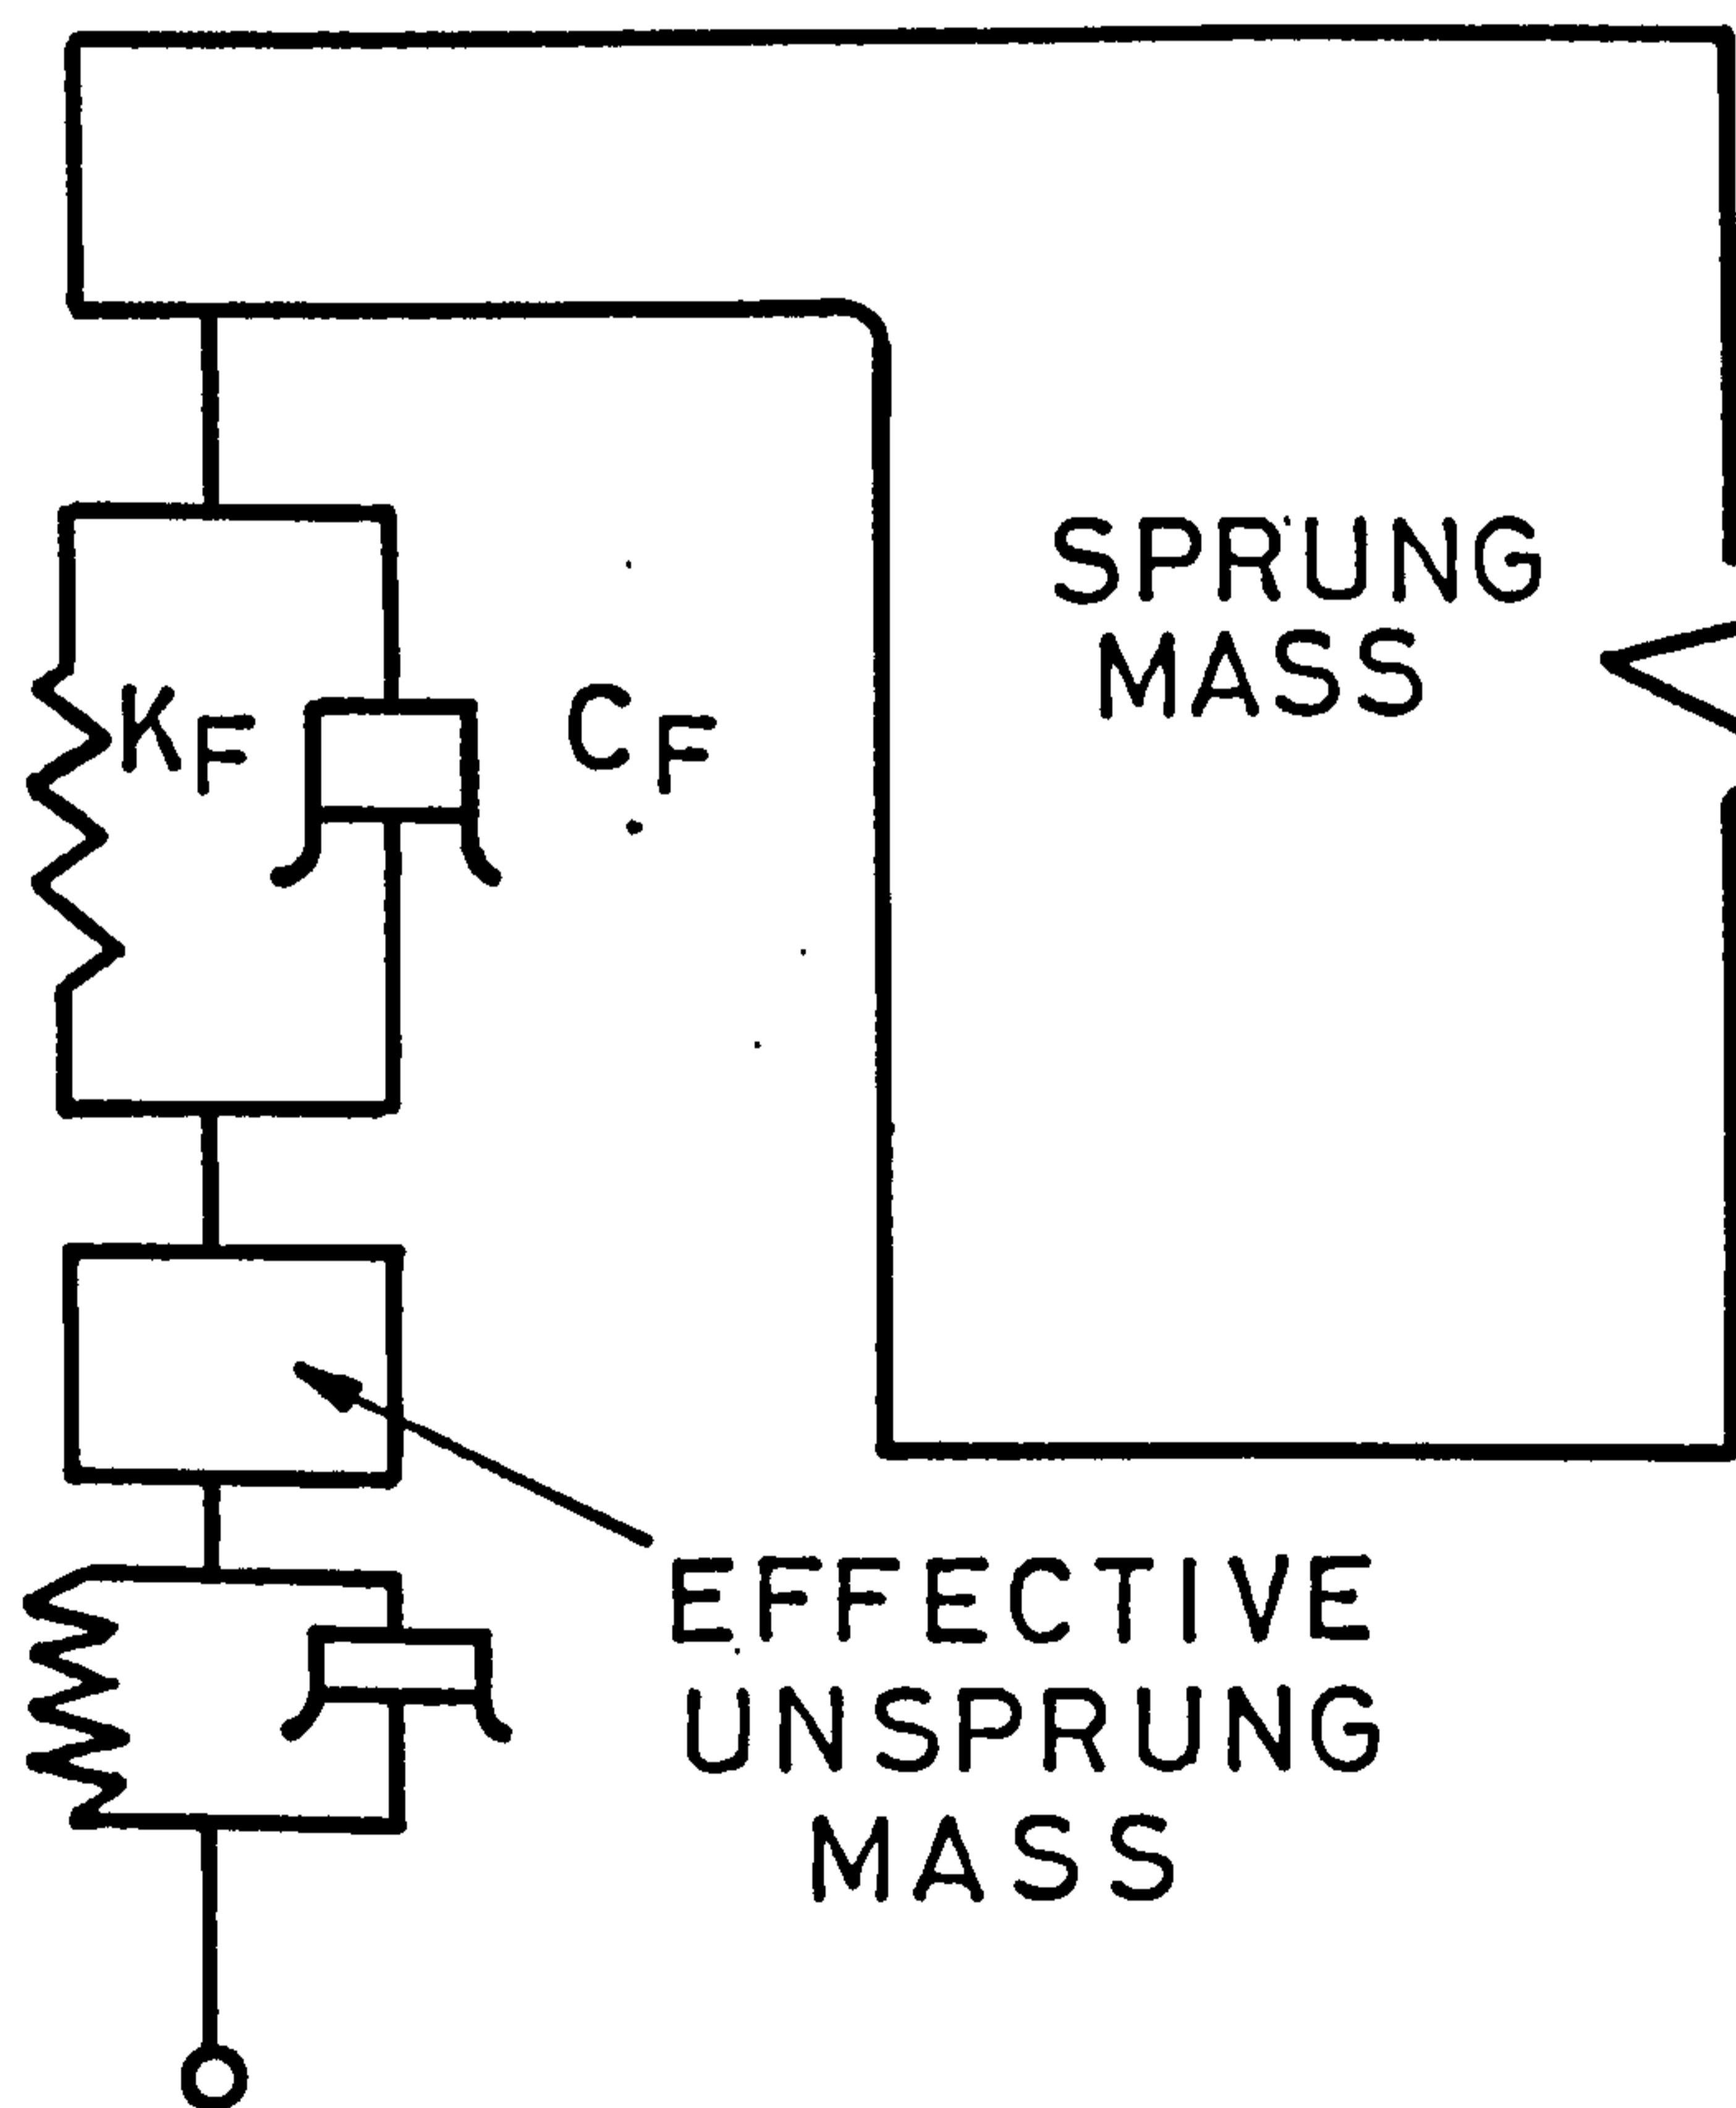 SPRUNG
MASS
KF
CF
EFFECTIVE
UNSPRUNG
MASS